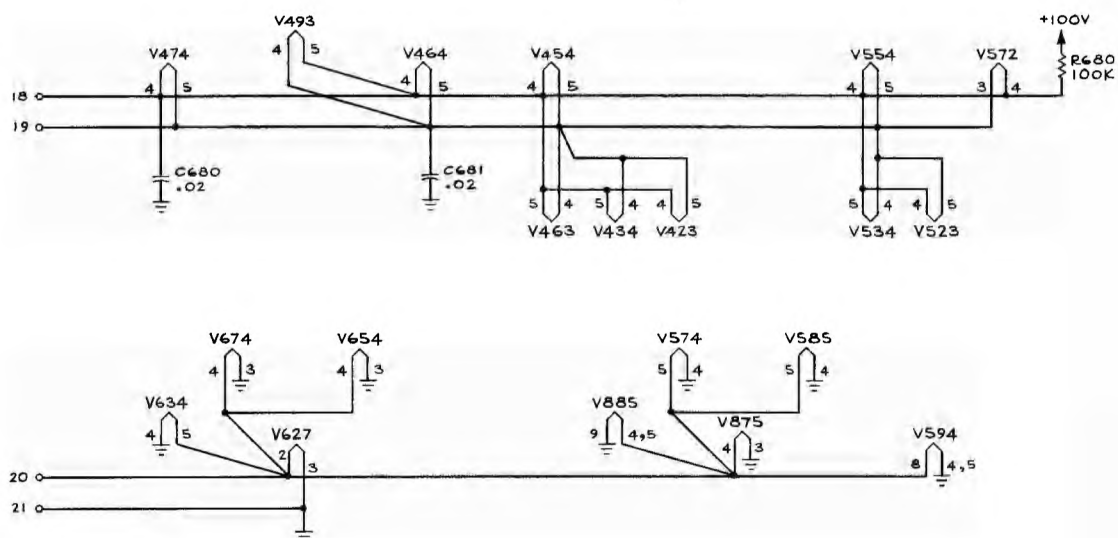 V493
+100V
4 5
V474 V464 V454 V554 V572
R680
100K
4 5 4 5 4 5 4 5 3 4
18
19
C680
.02
C681
.02
5 4 5 4 4 5 5 4 4 5
V463 V434 V423 V534 V523
V674 V654 V574 V585
4 3 4 3 5 4 5 4
V634 V885
V627 V875 V594
4 5 2 3 9 4,5 4 3 8 4,5
20
21